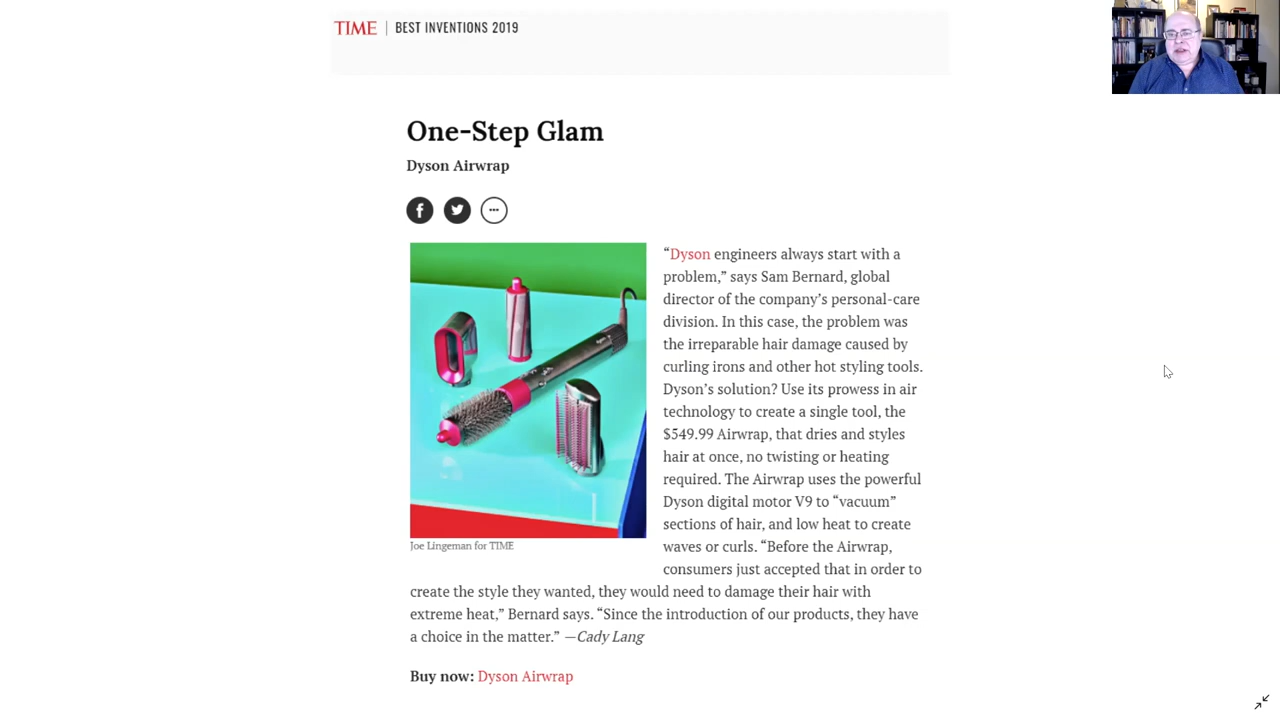 TIME | BEST INVENTIONS 2019
One-Step Glam
Dyson Airwrap
“Dyson engineers always start with a
problem,” says Sam Bernard, global
director of the company’s personal-care
division. In this case, the problem was
the irreparable hair damage caused by
curling irons and other hot styling tools.
Dyson’s solution? Use its prowess in air
technology to create a single tool, the
$549.99 Airwrap, that dries and styles
hair at once, no twisting or heating
required. The Airwrap uses the powerful
Dyson digital motor V9 to “vacuum”
sections of hair, and low heat to create
waves or curls. “Before the Airwrap,
consumers just accepted that in order to
Joe Lingeman for TIME
create the style they wanted, they would need to damage their hair with
extreme heat,” Bernard says. “Since the introduction of our products, they have
a choice in the matter.” —Cady Lang
Buy now: Dyson Airwrap